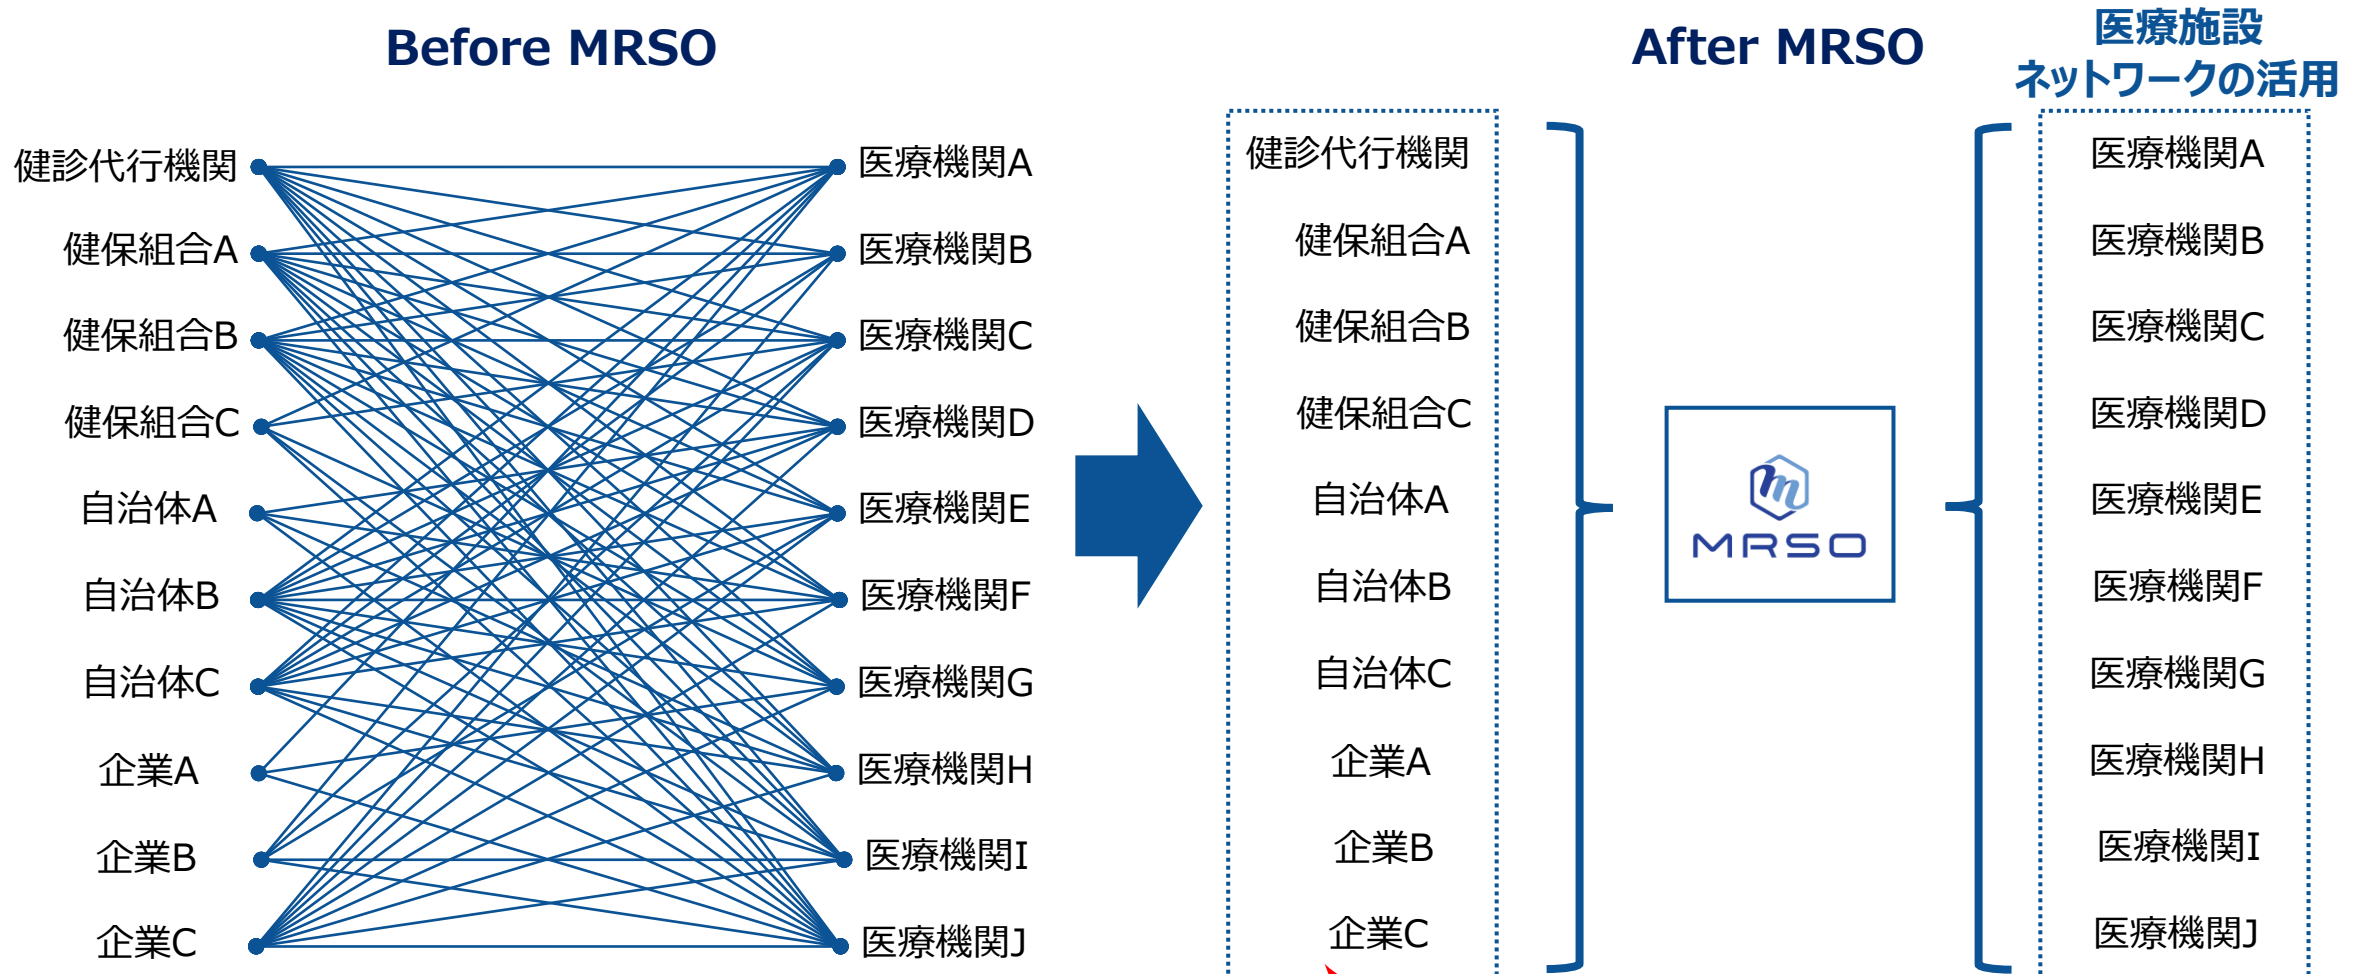 Before MRSO
健診代行機関
健保組合A
健保組合B
健保組合C
自治体A
自治体B
自治体C
企業A
企業B
企業C
医療機関A
医療機関B
医療機関C
医療機関D
医療機関E
医療機関F
医療機関G
医療機関H
医療機関I
医療機関J
After MRSO
健診代行機関
健保組合A
健保組合B
健保組合C
自治体A
自治体B
自治体C
企業A
企業B
企業C
MRSO
医療施設
ネットワークの活用
医療機関A
医療機関B
医療機関C
医療機関D
医療機関E
医療機関F
医療機関G
医療機関H
医療機関I
医療機関J